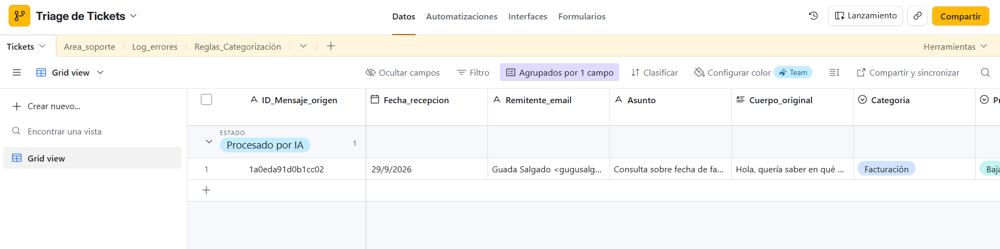 Triage de Tickets
Datos Automatizaciones Interfaces Formularios
Lanzamiento
Compartir
Tickets Area_soporte Log_errores Reglas_Categorización
Herramientas
Grid view
Ocultar campos Filtro Agrupados por 1 campo Clasificar Configurar color Team Compartir y sincronizar
Crear nuevo...
Encontrar una vista
Grid view
ID_Mensaje_origen Fecha_recepcion Remitente_email Asunto Cuerpo_original Categoria
ESTADO
Procesado por IA 1
1 1a0eda91d0b1cc02 29/9/2026 Guada Salgado <gugusalg... Consulta sobre fecha de fa... Hola, quería saber en qué ... Facturación